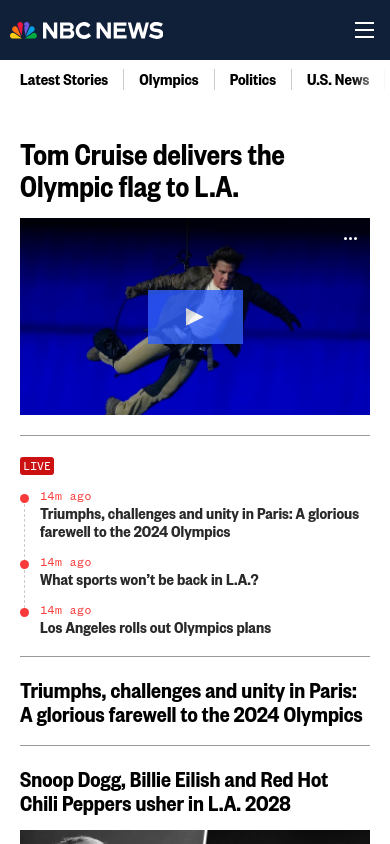 NBC NEWS
Latest Stories
Olympics
Politics
U.S. News
Tom Cruise delivers the
Olympic flag to L.A.
LIVE
14m ago
Triumphs, challenges and unity in Paris: A glorious
farewell to the 2024 Olympics
14m ago
What sports won’t be back in L.A.?
14m ago
Los Angeles rolls out Olympics plans
Triumphs, challenges and unity in Paris:
A glorious farewell to the 2024 Olympics
Snoop Dogg, Billie Eilish and Red Hot
Chili Peppers usher in L.A. 2028